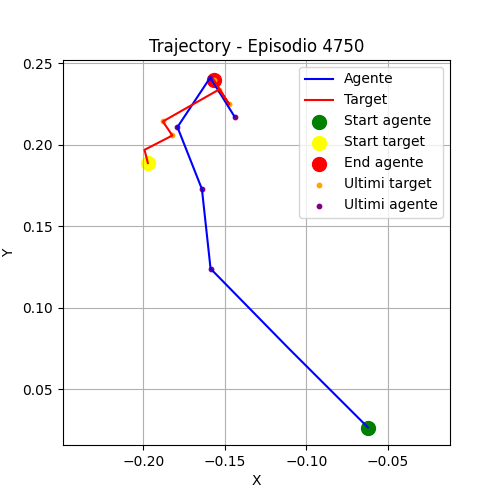 Trajectory - Episodio 4750
0.25
0.20
0.15
0.10
0.05
Y
−0.20
−0.15
−0.10
−0.05
X
Agente
Target
Start agente
Start target
End agente
Ultimi target
Ultimi agente